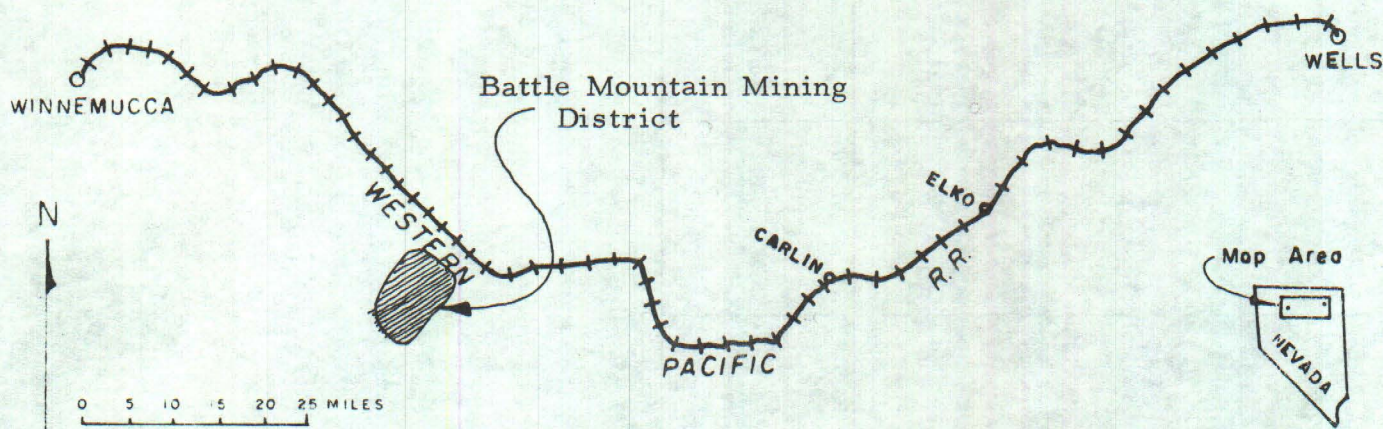 WINNEMUCCA
WELLS
Battle Mountain Mining
District
WESTERN
ELKO
CARLIN
R.R.
PACIFIC
N
Map Area
NEVADA
0 5 10 15 20 25 MILES